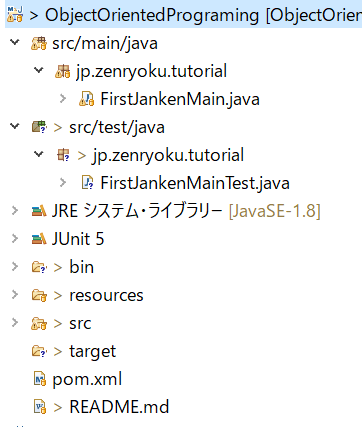 > ObjectOrientedPrograming [ObjectOrien
src/main/java
jp.zenryoku.tutorial
> FirstJankenMain.java
> src/test/java
> jp.zenryoku.tutorial
> FirstJankenMainTest.java
> JRE システム・ライブラリー [JavaSE-1.8]
> JUnit 5
> > bin
> > resources
> > src
> target
pom.xml
> README.md